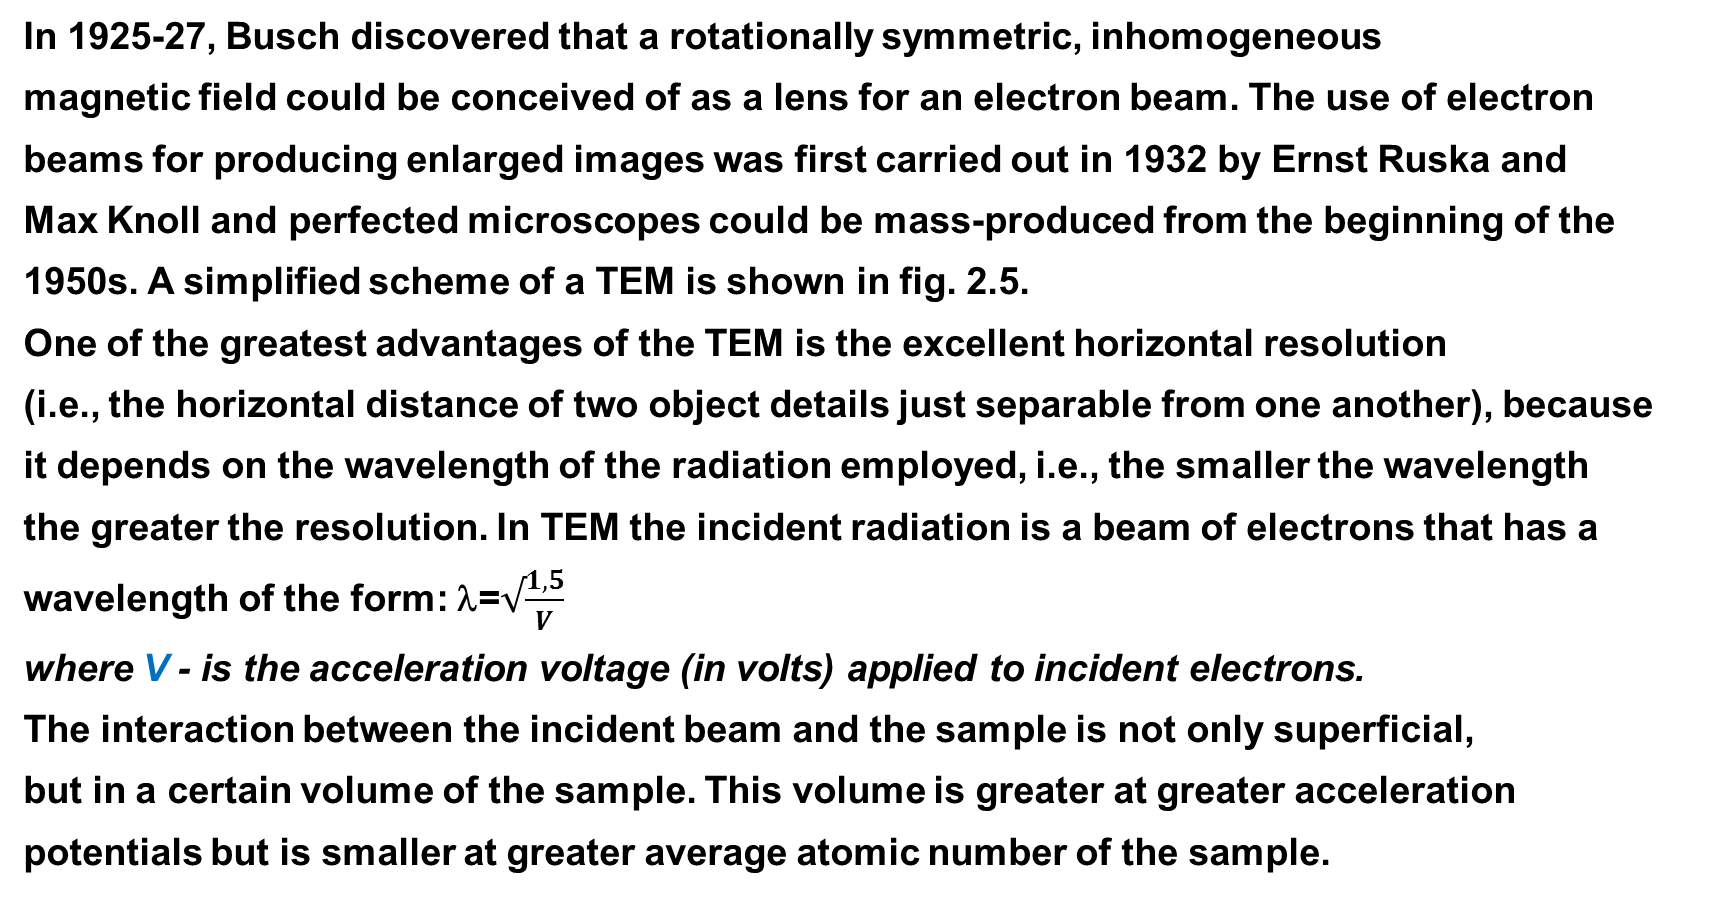 In 1925-27, Busch discovered that a rotationally symmetric, inhomogeneous
magnetic field could be conceived of as a lens for an electron beam. The use of electron
beams for producing enlarged images was first carried out in 1932 by Ernst Ruska and
Max Knoll and perfected microscopes could be mass-produced from the beginning of the
1950s. A simplified scheme of a TEM is shown in fig. 2.5.
One of the greatest advantages of the TEM is the excellent horizontal resolution
(i.e., the horizontal distance of two object details just separable from one another), because
it depends on the wavelength of the radiation employed, i.e., the smaller the wavelength
the greater the resolution. In TEM the incident radiation is a beam of electrons that has a
wavelength of the form: λ=√1,5/V
where V - is the acceleration voltage (in volts) applied to incident electrons.
The interaction between the incident beam and the sample is not only superficial,
but in a certain volume of the sample. This volume is greater at greater acceleration
potentials but is smaller at greater average atomic number of the sample.